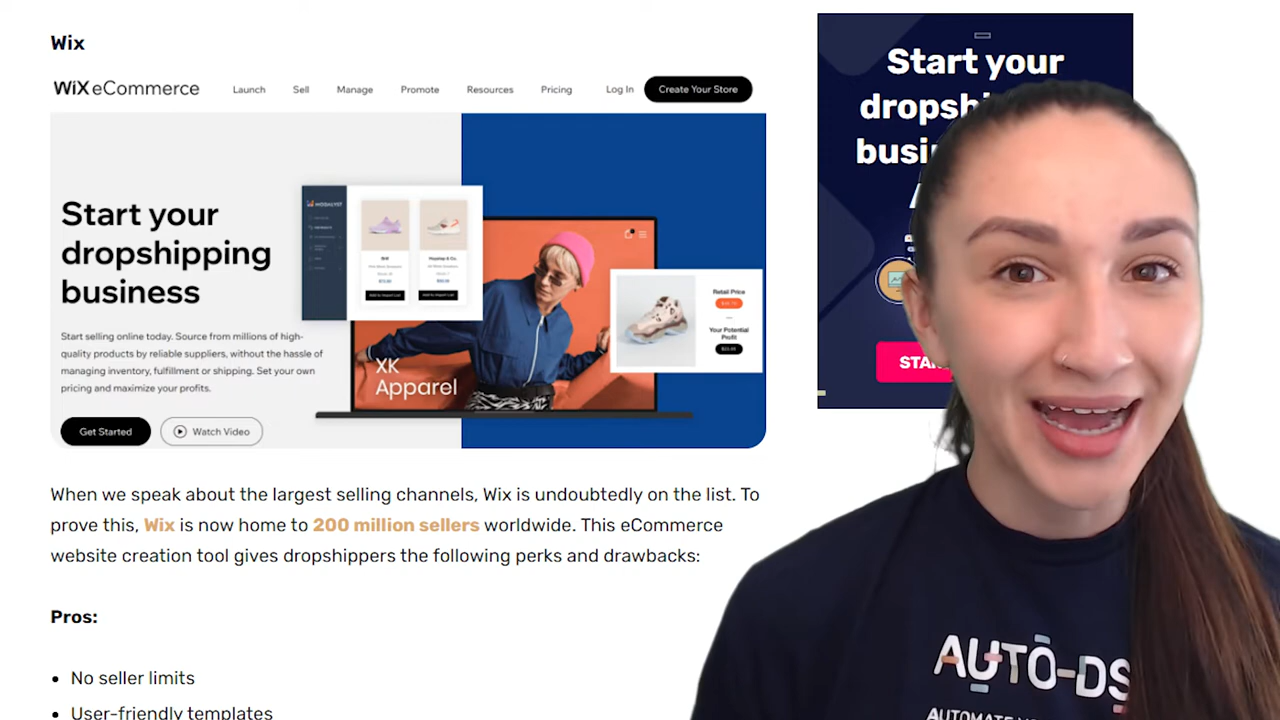 Wix
WiX eCommerce
Launch
Sell
Manage
Promote
Resources
Pricing
Log In
Create Your Store
Start your
dropshipping
business
Start selling online today. Source from millions of high-
quality products by reliable suppliers, without the hassle of
managing inventory, fulfillment or shipping. Set your own
pricing and maximize your profits.
Get Started
Watch Video
MODALYST
XK
Apparel
Retail Price
Your Potential
Profit
When we speak about the largest selling channels, Wix is undoubtedly on the list. To
prove this, Wix is now home to 200 million sellers worldwide. This eCommerce
website creation tool gives dropshippers the following perks and drawbacks:
Pros:
• No seller limits
• User-friendly templates
Start your
dropsh
busi
STAR
AUTO-DS
AUTOMATE